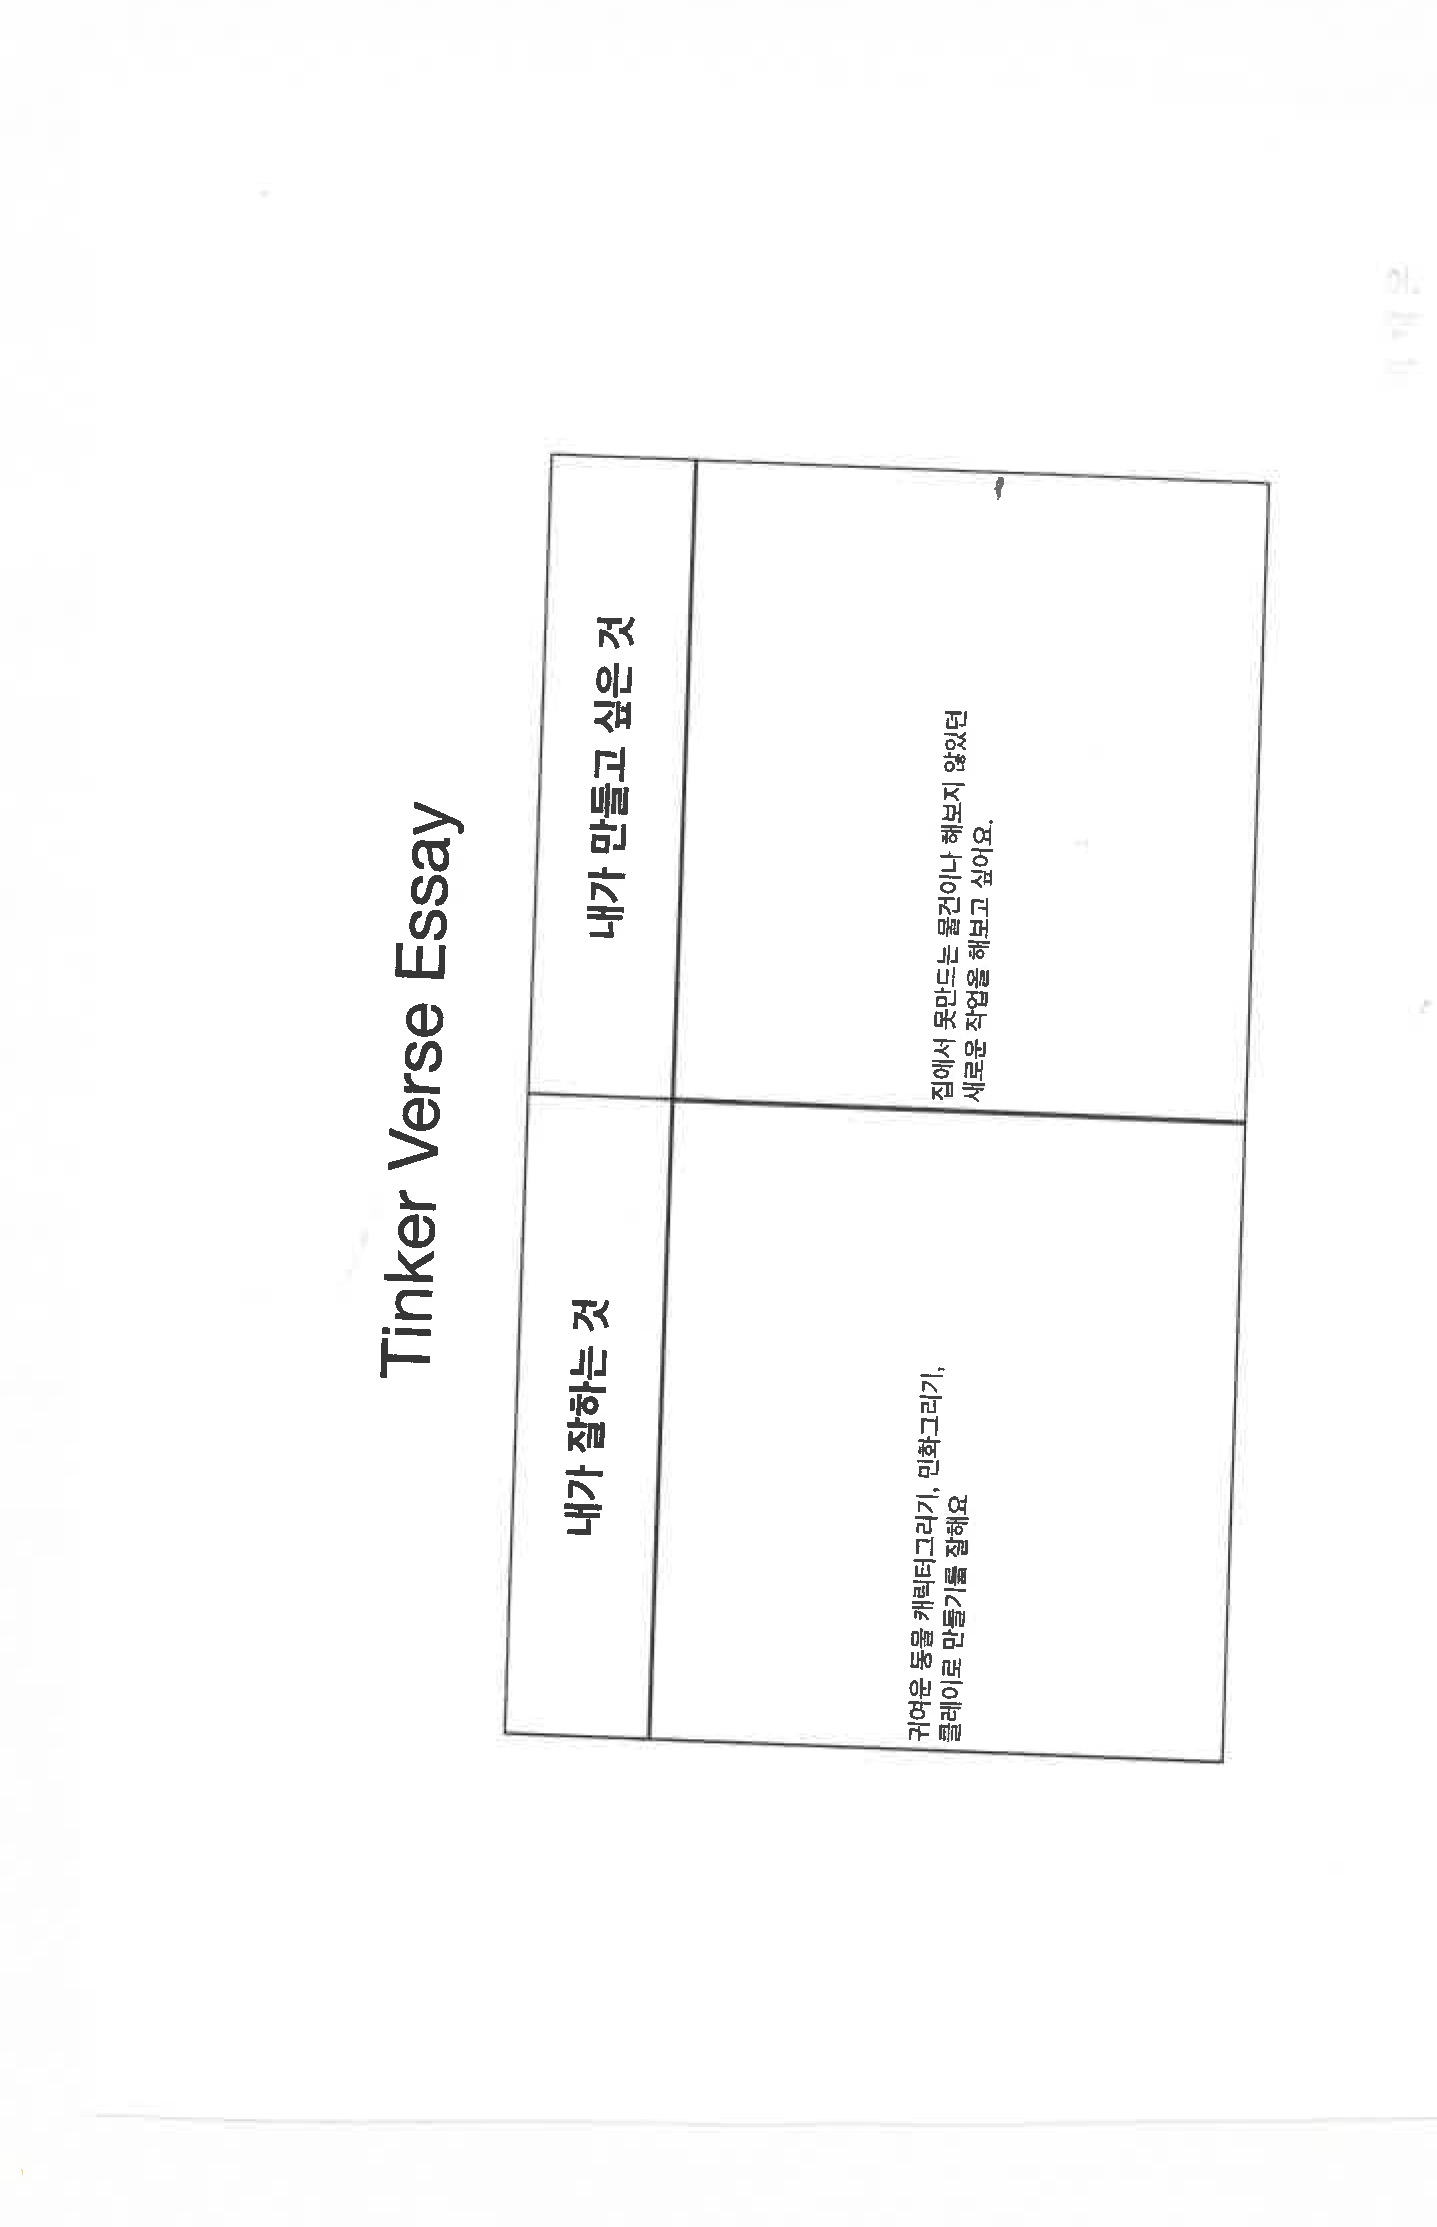 Tinker Verse Essay
내가 잘하는 것
내가 만들고 싶은 것
귀여운 동물 캐릭터그리기, 민화그리기,
클레이로 만들기를 잘해요
집에서 못만드는 물건이나 해보지 않았던
새로운 작업을 해보고 싶어요.